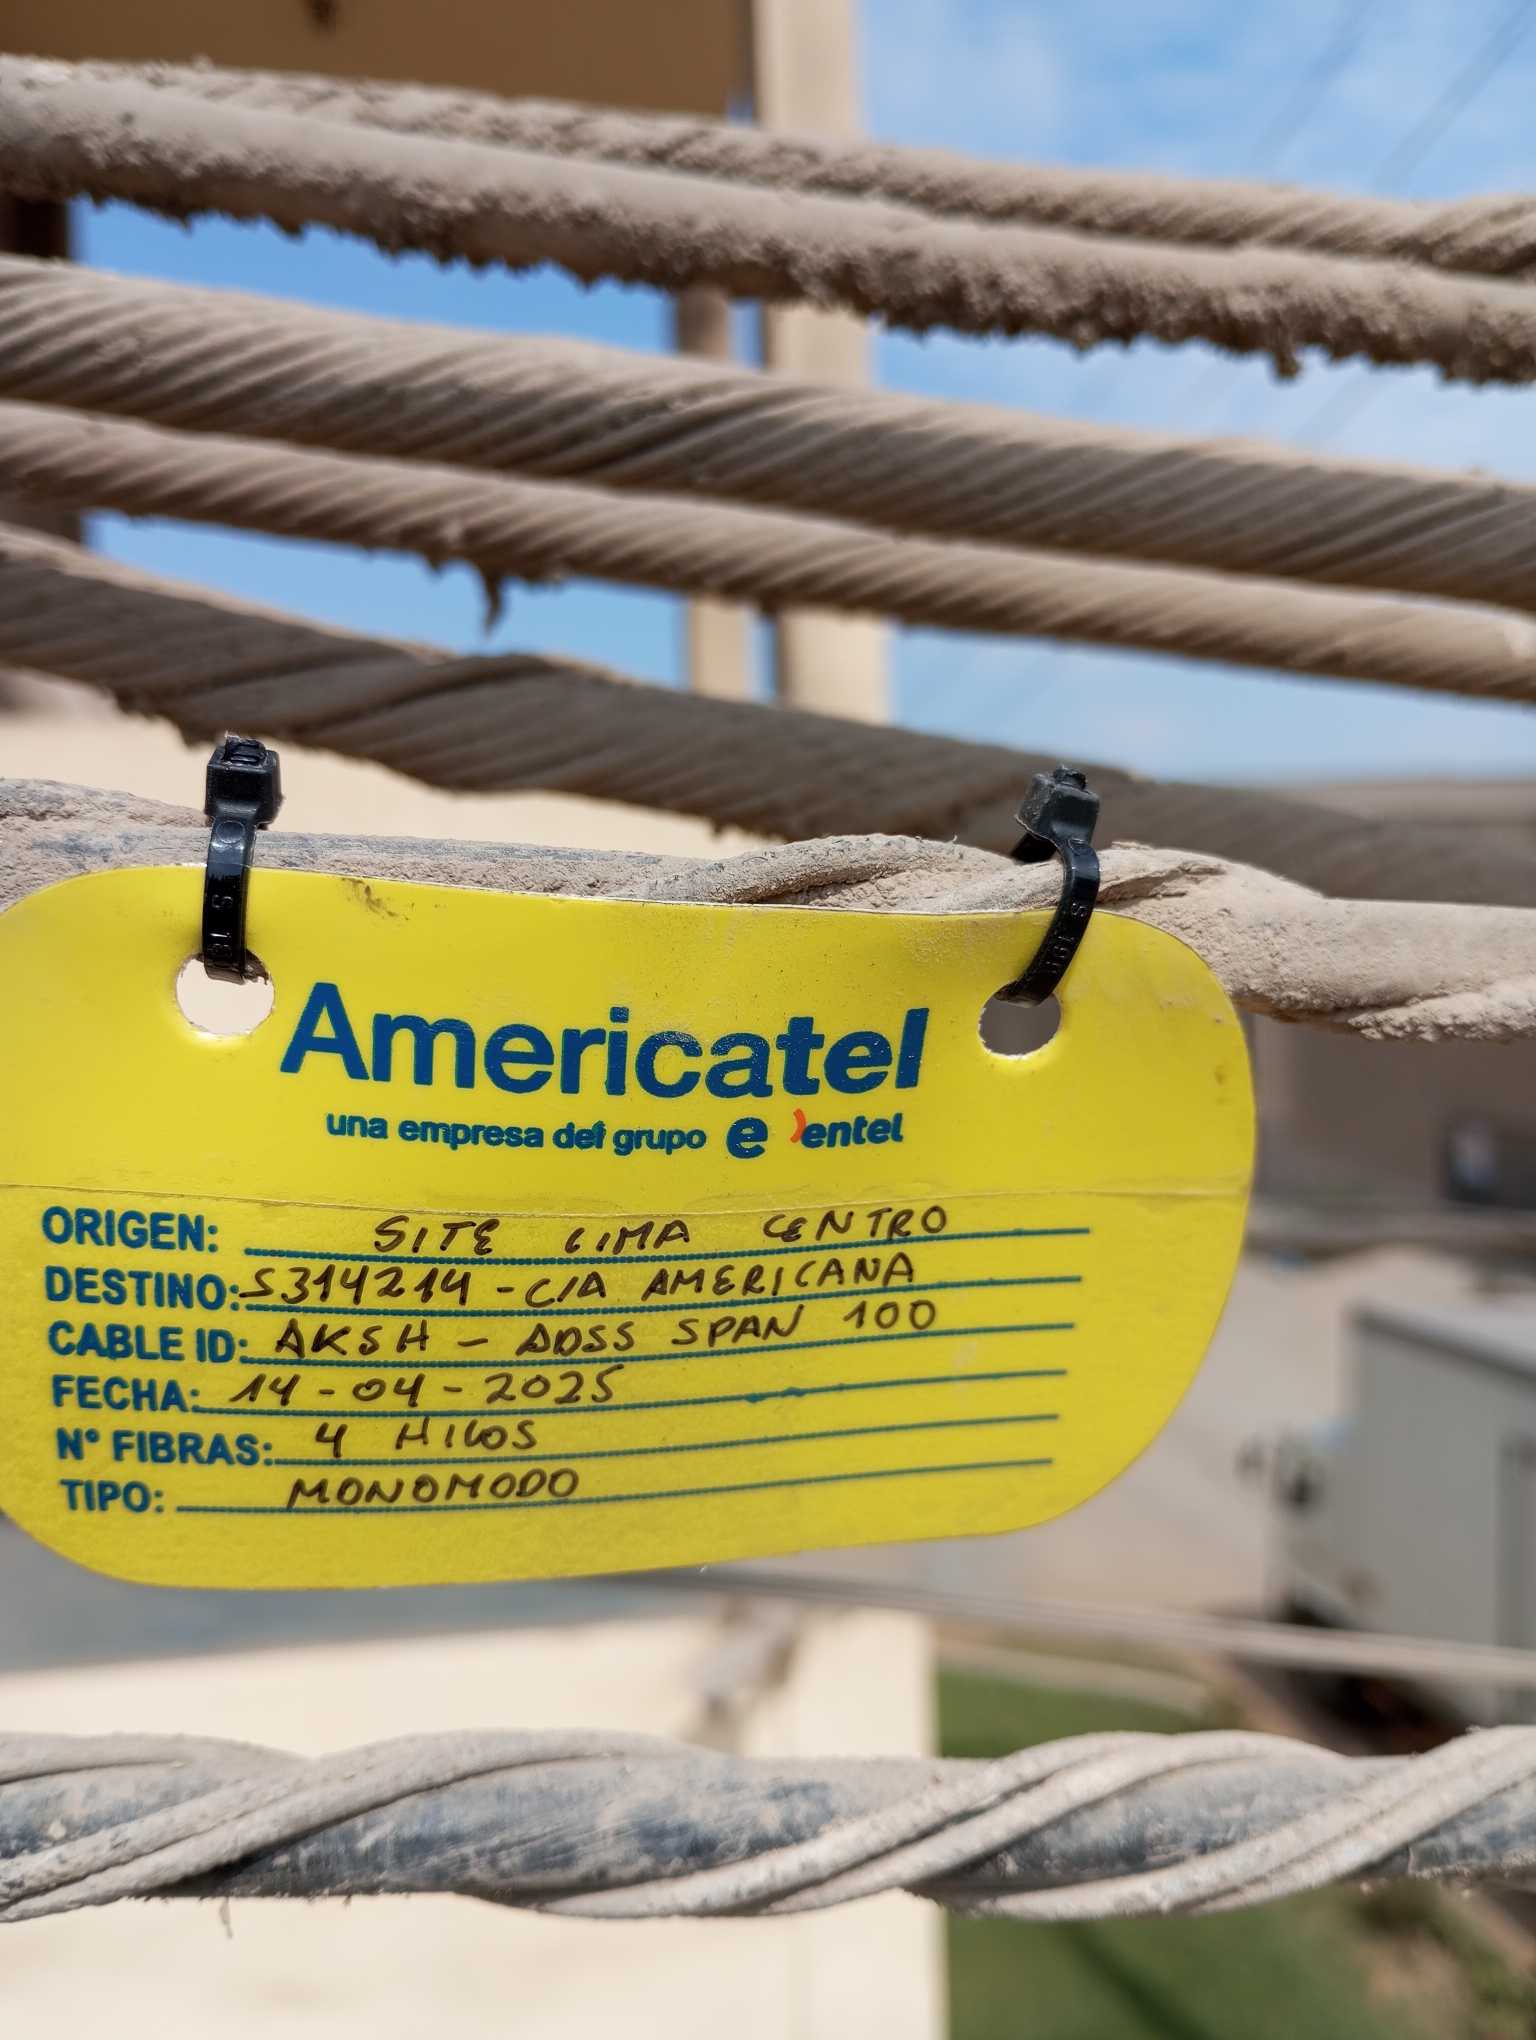 Americatel
una empresa del grupo e entel
ORIGEN: SITE LIMA CENTRO
DESTINO: S314214 - CIA AMERICANA
CABLE ID: AKSH - ADSS SPAN 100
FECHA: 14-04-2025
N° FIBRAS: 4 HILOS
TIPO: MONOMODO